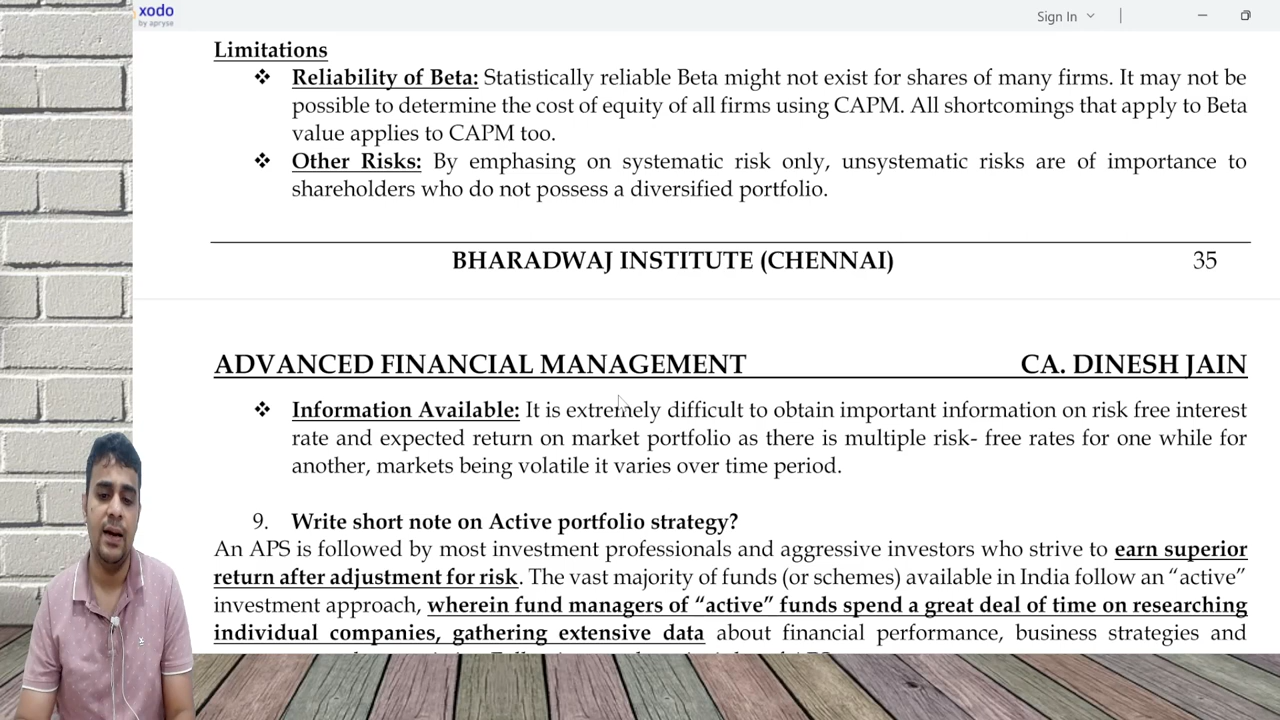 xodo
by apryse
Sign In
Limitations
❖ Reliability of Beta: Statistically reliable Beta might not exist for shares of many firms. It may not be
possible to determine the cost of equity of all firms using CAPM. All shortcomings that apply to Beta
value applies to CAPM too.
❖ Other Risks: By emphasing on systematic risk only, unsystematic risks are of importance to
shareholders who do not possess a diversified portfolio.
BHARADWAJ INSTITUTE (CHENNAI) 35
ADVANCED FINANCIAL MANAGEMENT CA. DINESH JAIN
❖ Information Available: It is extremely difficult to obtain important information on risk free interest
rate and expected return on market portfolio as there is multiple risk- free rates for one while for
another, markets being volatile it varies over time period.
9. Write short note on Active portfolio strategy?
An APS is followed by most investment professionals and aggressive investors who strive to earn superior
return after adjustment for risk. The vast majority of funds (or schemes) available in India follow an “active”
investment approach, wherein fund managers of “active” funds spend a great deal of time on researching
individual companies, gathering extensive data about financial performance, business strategies and